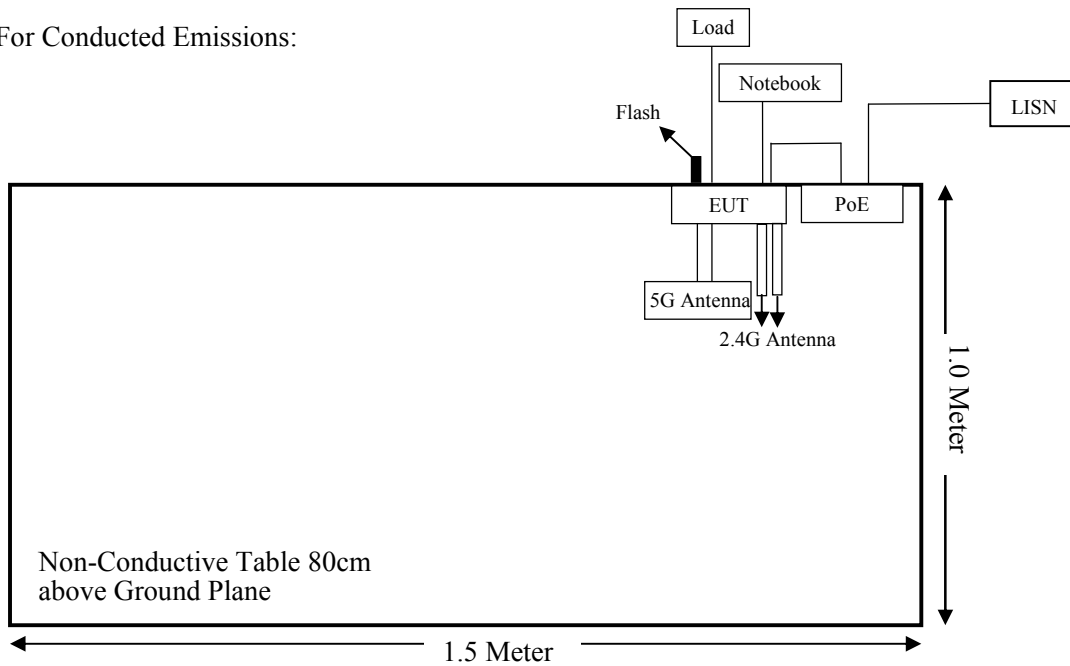 For Conducted Emissions:
Load
Notebook
LISN
Flash
EUT
PoE
5G Antenna
2.4G Antenna
1.0 Meter
Non-Conductive Table 80cm
above Ground Plane
1.5 Meter